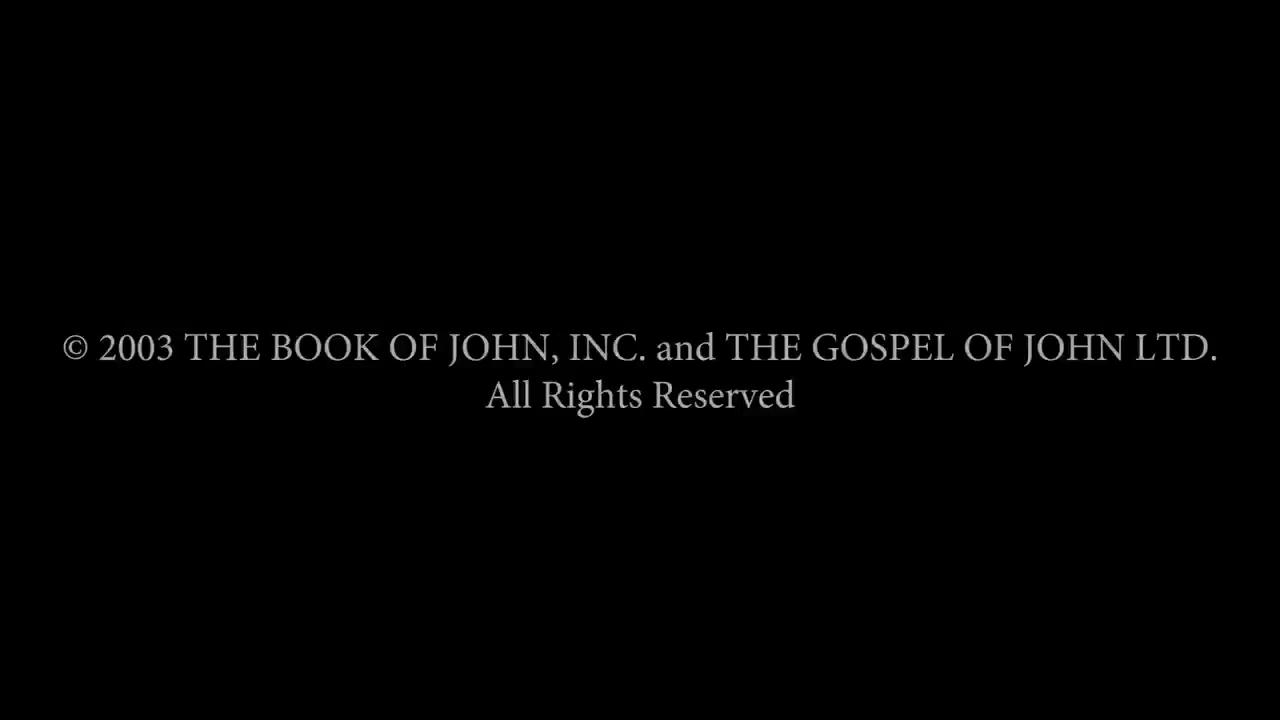 © 2003 THE BOOK OF JOHN, INC. and THE GOSPEL OF JOHN LTD.
All Rights Reserved